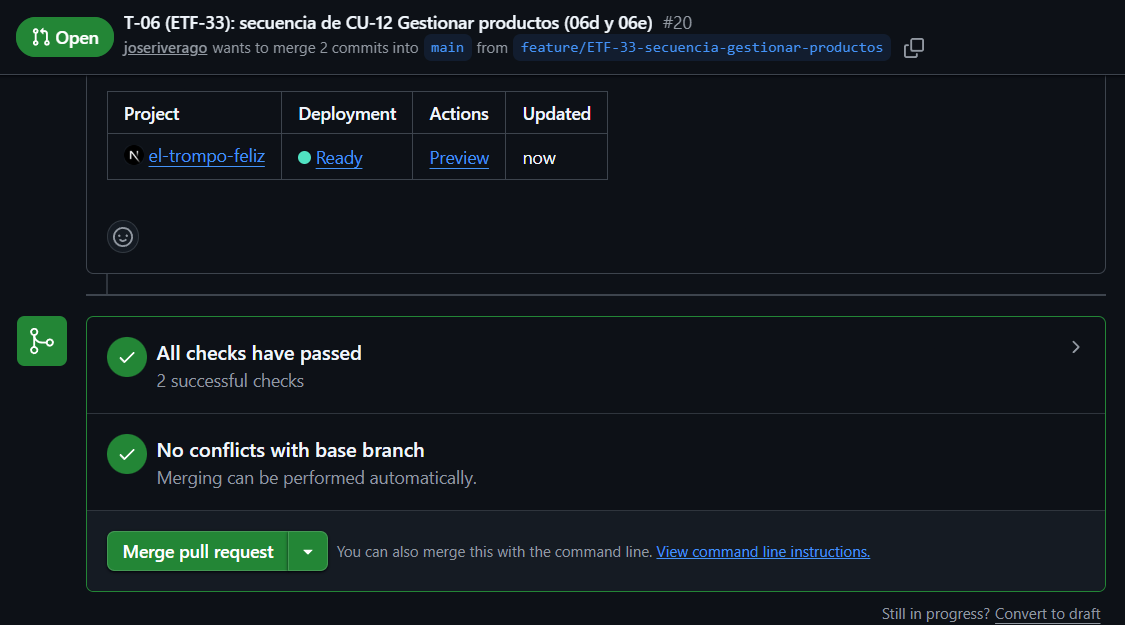 Open
T-06 (ETF-33): secuencia de CU-12 Gestionar productos (06d y 06e) #20
joseriverago wants to merge 2 commits into main from feature/ETF-33-secuencia-gestionar-productos
Project Deployment Actions Updated
N el-trompo-feliz Ready Preview now
All checks have passed
2 successful checks
No conflicts with base branch
Merging can be performed automatically.
Merge pull request You can also merge this with the command line. View command line instructions.
Still in progress? Convert to draft